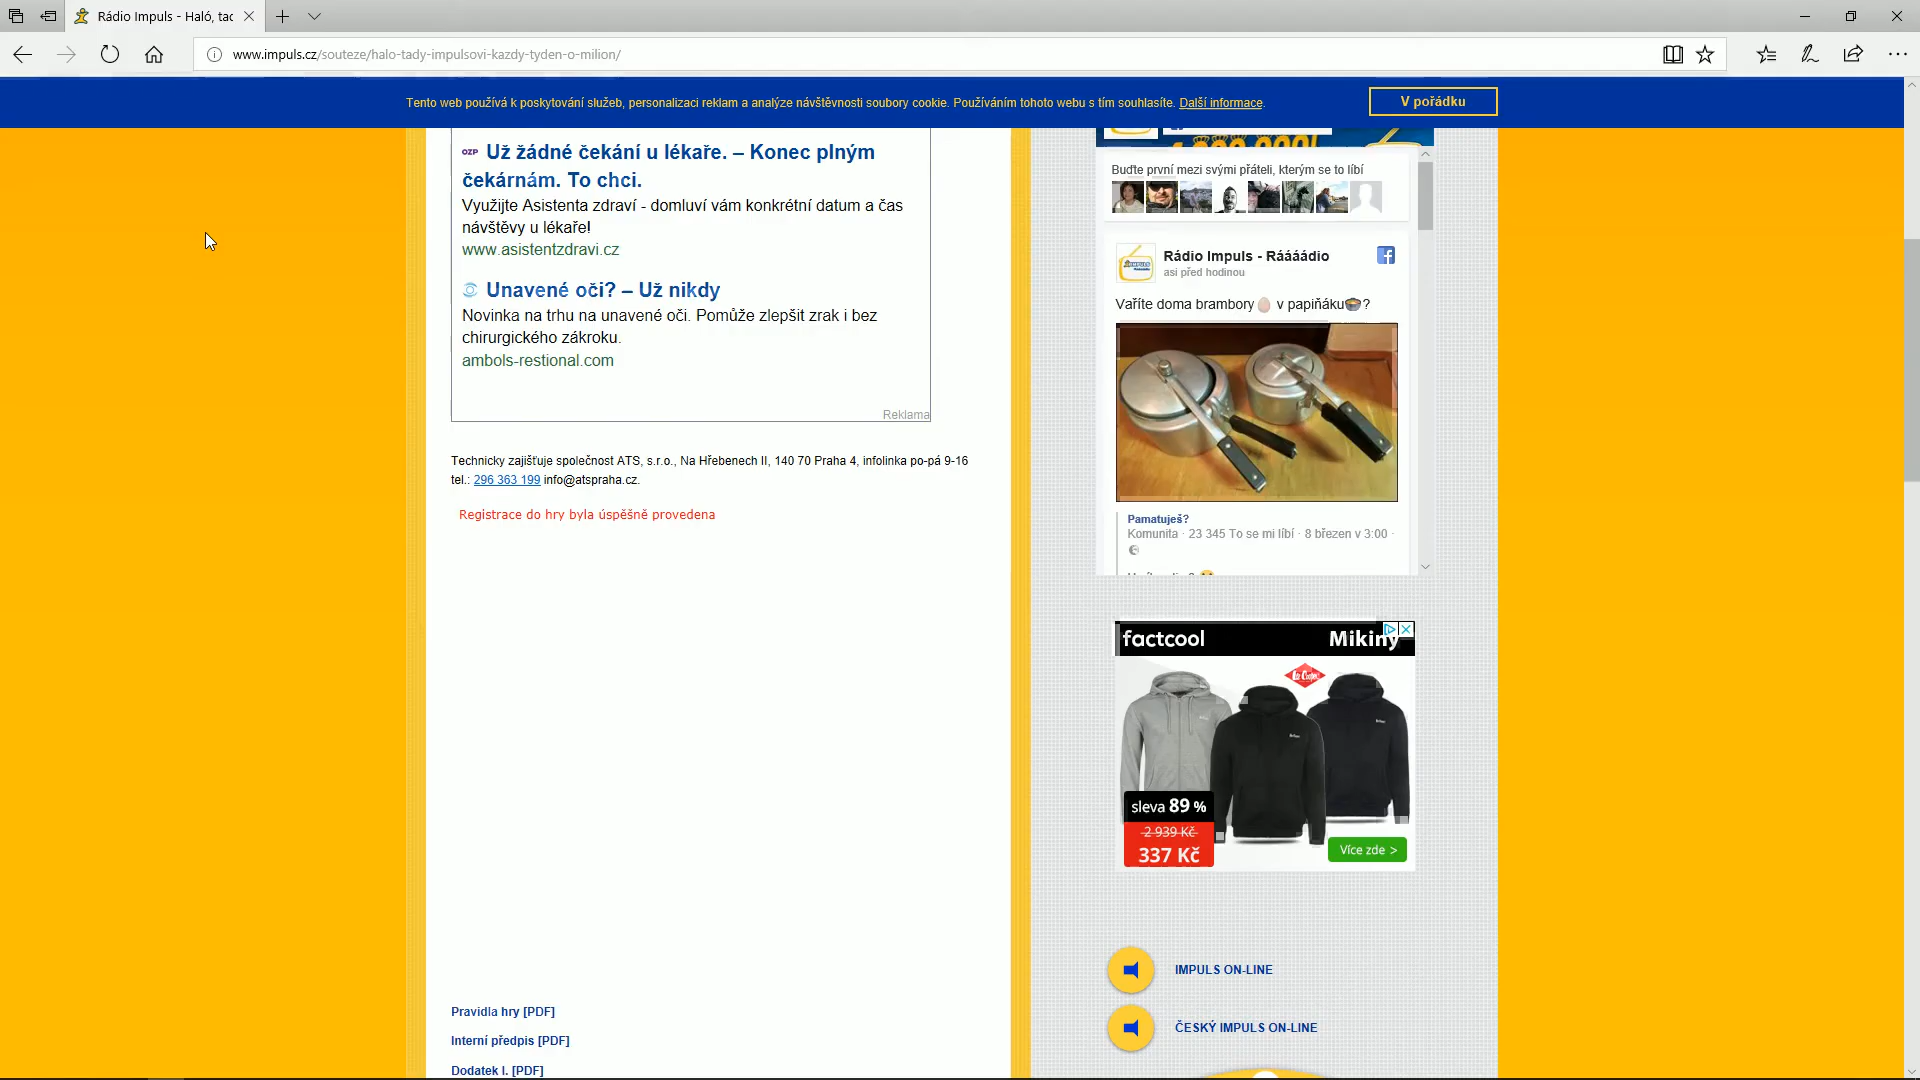 Rádio Impuls - Haló, tac
www.impuls.cz/souteze/halo-tady-impulsovi-kazdy-tyden-o-milion/
Tento web používá k poskytování služeb, personalizaci reklam a analýze návštěvnosti soubory cookie. Používáním tohoto webu s tím souhlasíte. Další informace.
V pořádku
OZP Už žádné čekání u lékaře. – Konec plným
čekárnám. To chci.
Využijte Asistenta zdraví - domluví vám konkrétní datum a čas
návštěvy u lékaře!
www.asistentzdravi.cz
Unavené oči? – Už nikdy
Novinka na trhu na unavené oči. Pomůže zlepšit zrak i bez
chirurgického zákroku.
ambols-restional.com
Reklama
Technicky zajišťuje společnost ATS, s.r.o., Na Hřebenech II, 140 70 Praha 4, infolinka po-pá 9-16
tel.: 296 363 199 info@atspraha.cz.
Registrace do hry byla úspěšně provedena
Pravidla hry [PDF]
Interní předpis [PDF]
Dodatek I. [PDF]
Buďte první mezi svými přáteli, kterým se to líbí
IMPULS
Rádio Impuls - Ráááádio
asi před hodinou
Vaříte doma brambory🥔 v papiňáku🍲?
Pamatuješ?
Komunita · 23 345 To se mi líbí · 8 březen v 3:00 ·
factcool
Mikiny
Lee Cooper
sleva 89 %
2 939 Kč
337 Kč
Více zde >
IMPULS ON-LINE
ČESKÝ IMPULS ON-LINE